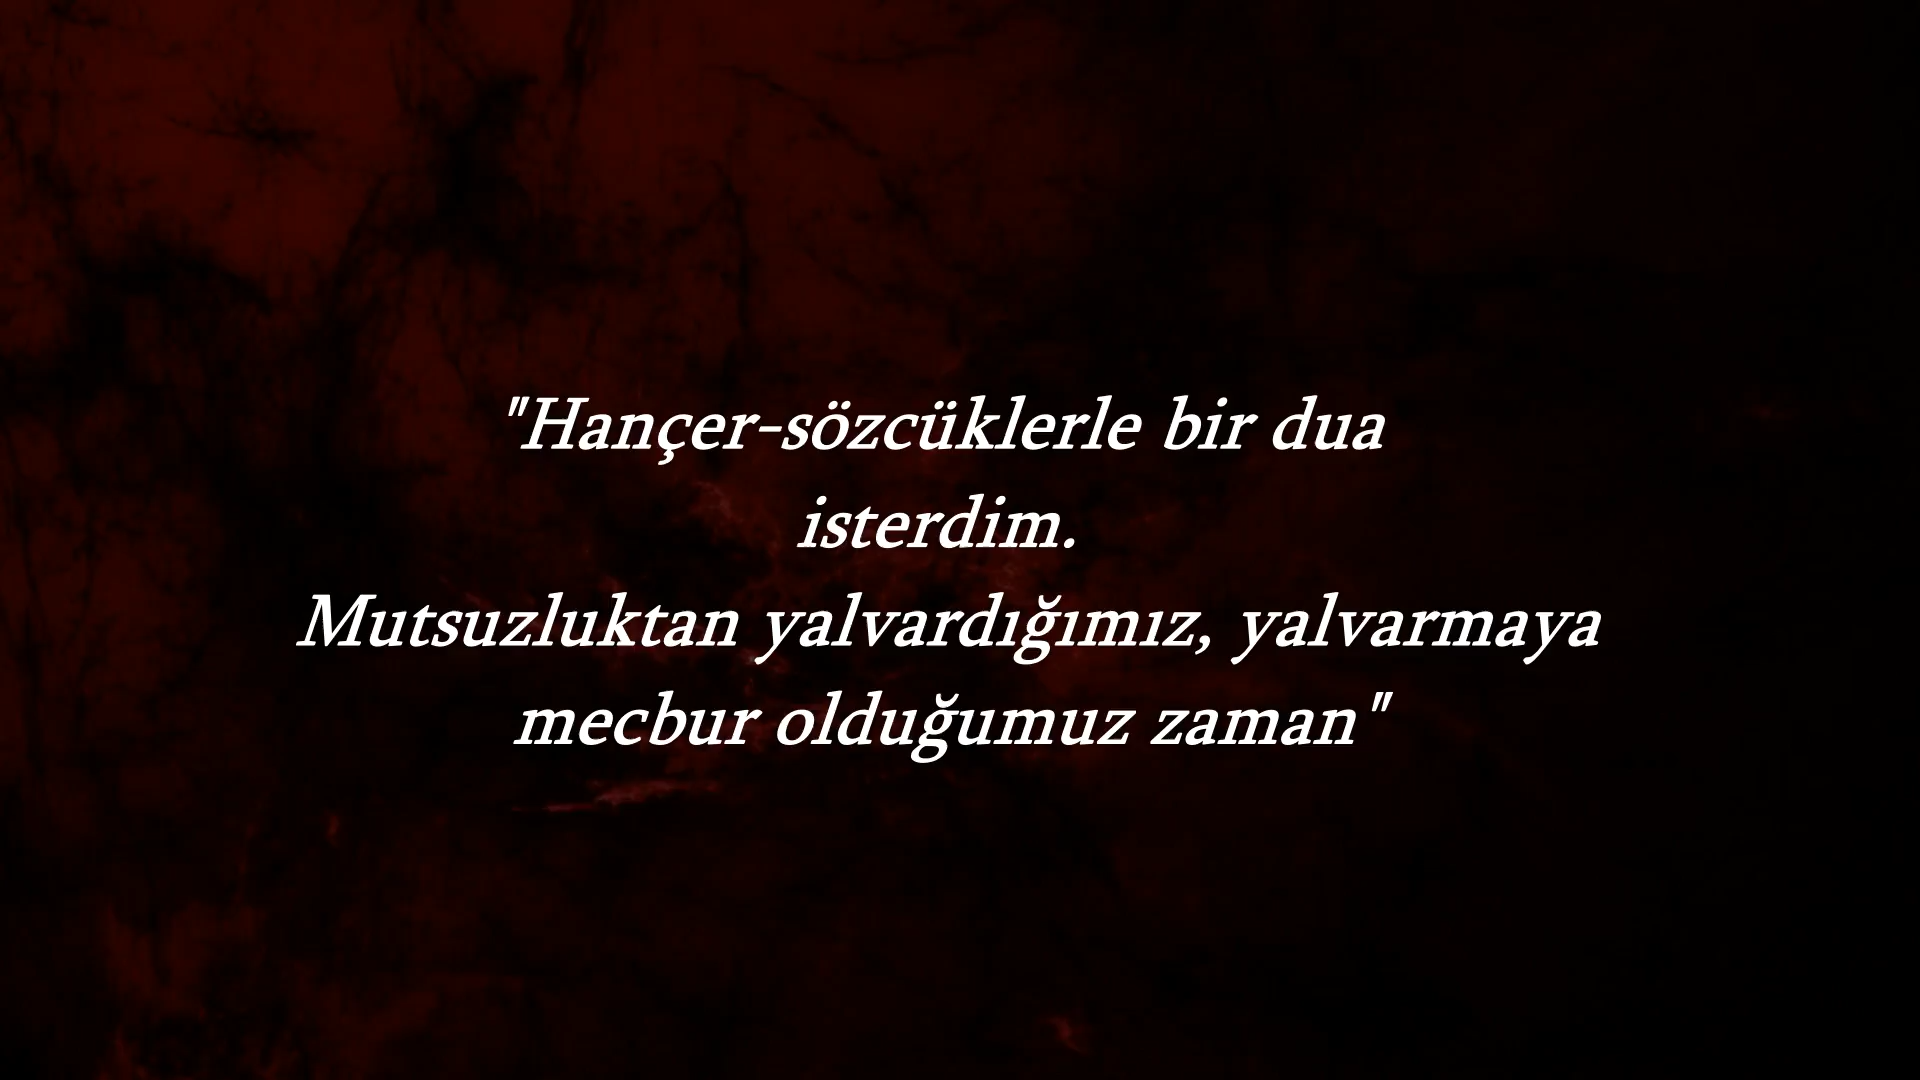 "Hançer-sözcüklerle bir dua
isterdim.
Mutsuzluktan yalvardığımız, yalvarmaya
mecbur olduğumuz zaman"